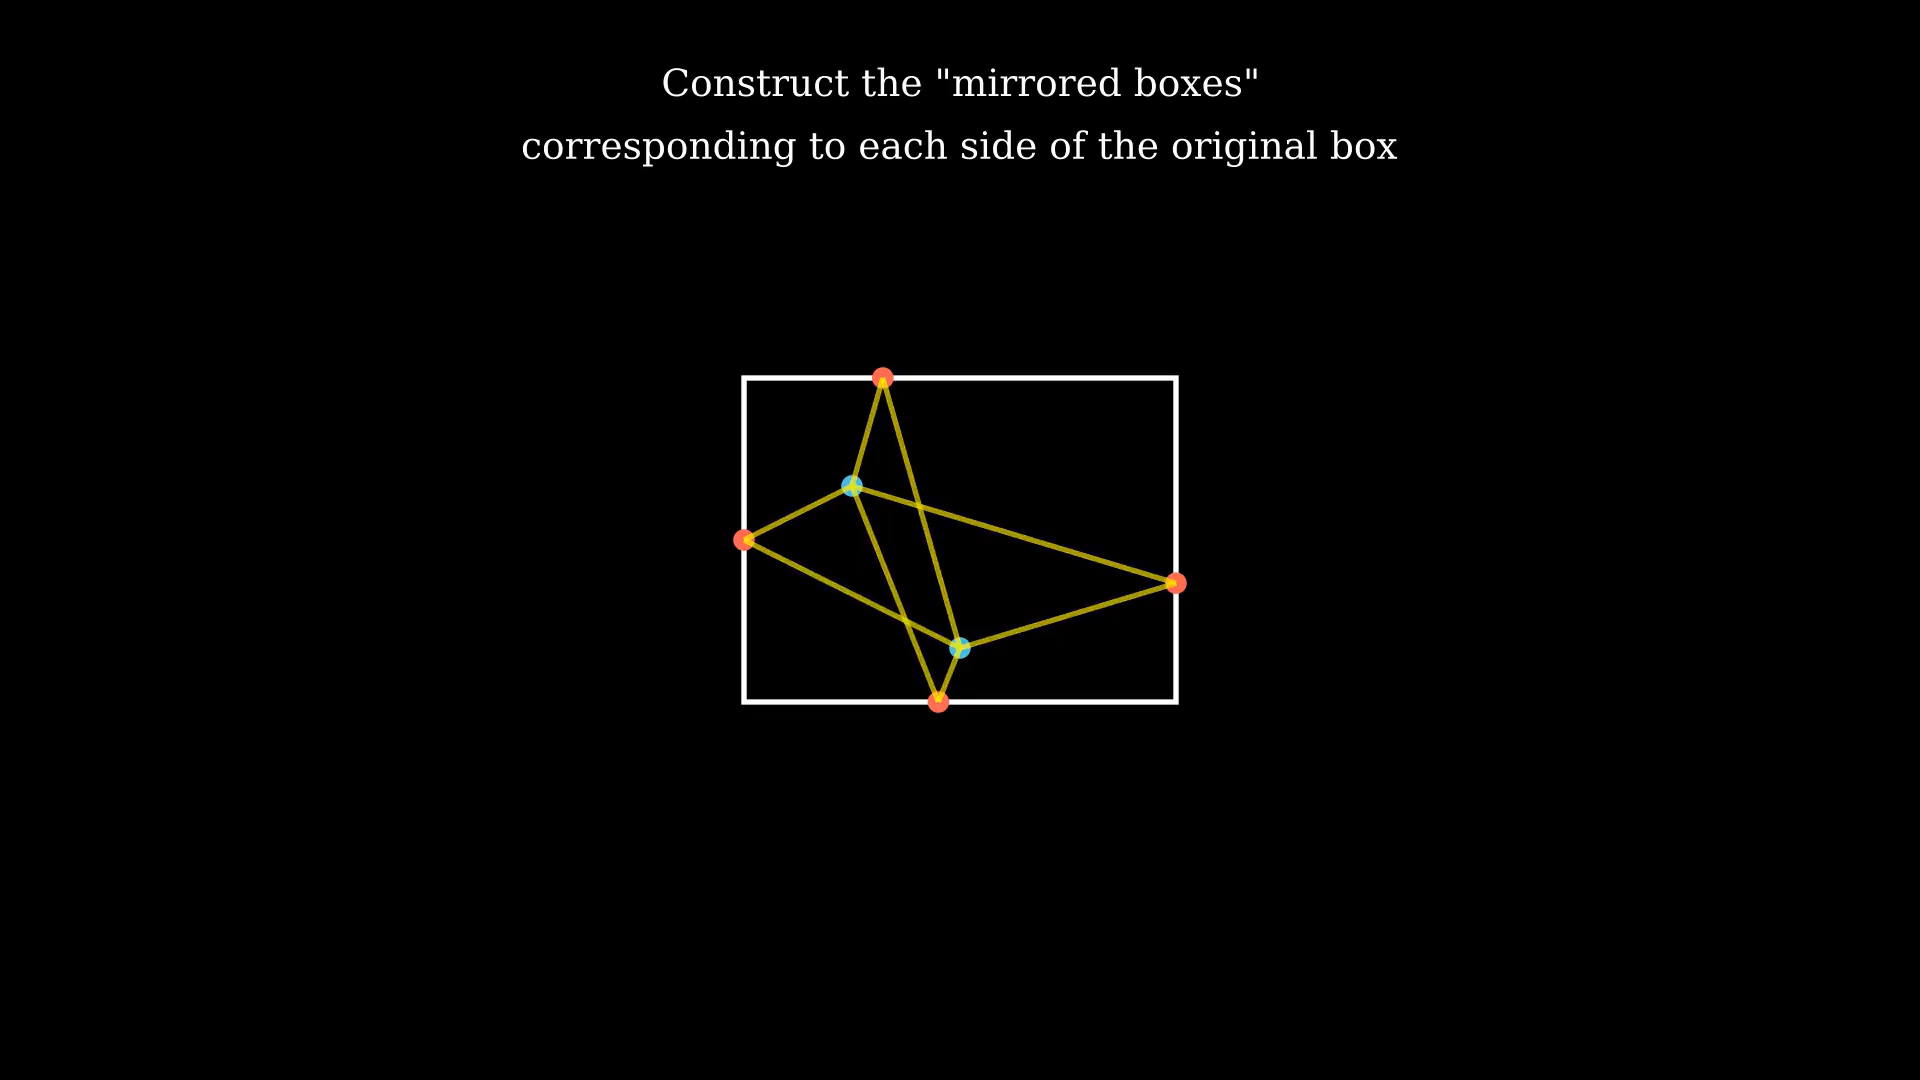 Construct the "mirrored boxes"
corresponding to each side of the original box